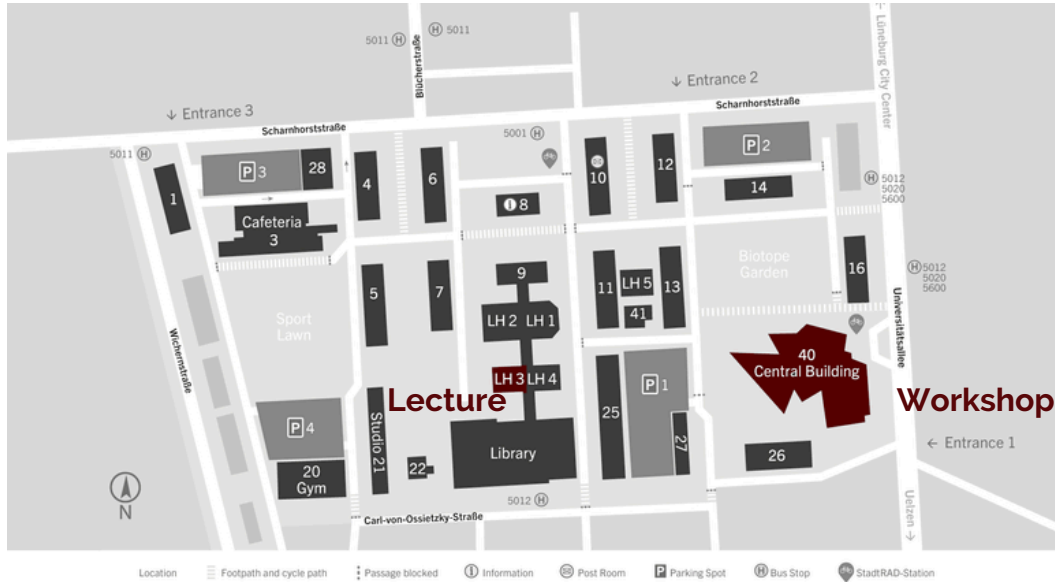 5011 H
H 5011
Blücherstraße
↓ Entrance 2
Scharnhorststraße
Lüneburg City Center
↓ Entrance 3
Scharnhorststraße
5001 H
5011 H
1
P 3
28
4
6
10
12
P 2
14
H 5012
5020
5600
i 8
Cafeteria
3
9
5
7
11
LH 5
13
41
Biotope
Garden
16
H 5012
5020
5600
Sport
Lawn
LH 2
LH 1
Wichernstraße
Universitätsallee
LH 3
LH 4
40
Central Building
Lecture
Workshop
P 1
25
27
Studio 21
P 4
20
Gym
22
Library
26
← Entrance 1
N
5012 H
Carl-von-Ossietzky-Straße
Uelzen →
Location
Footpath and cycle path
Passage blocked
i Information
Post Room
P Parking Spot
H Bus Stop
StadtRAD-Station